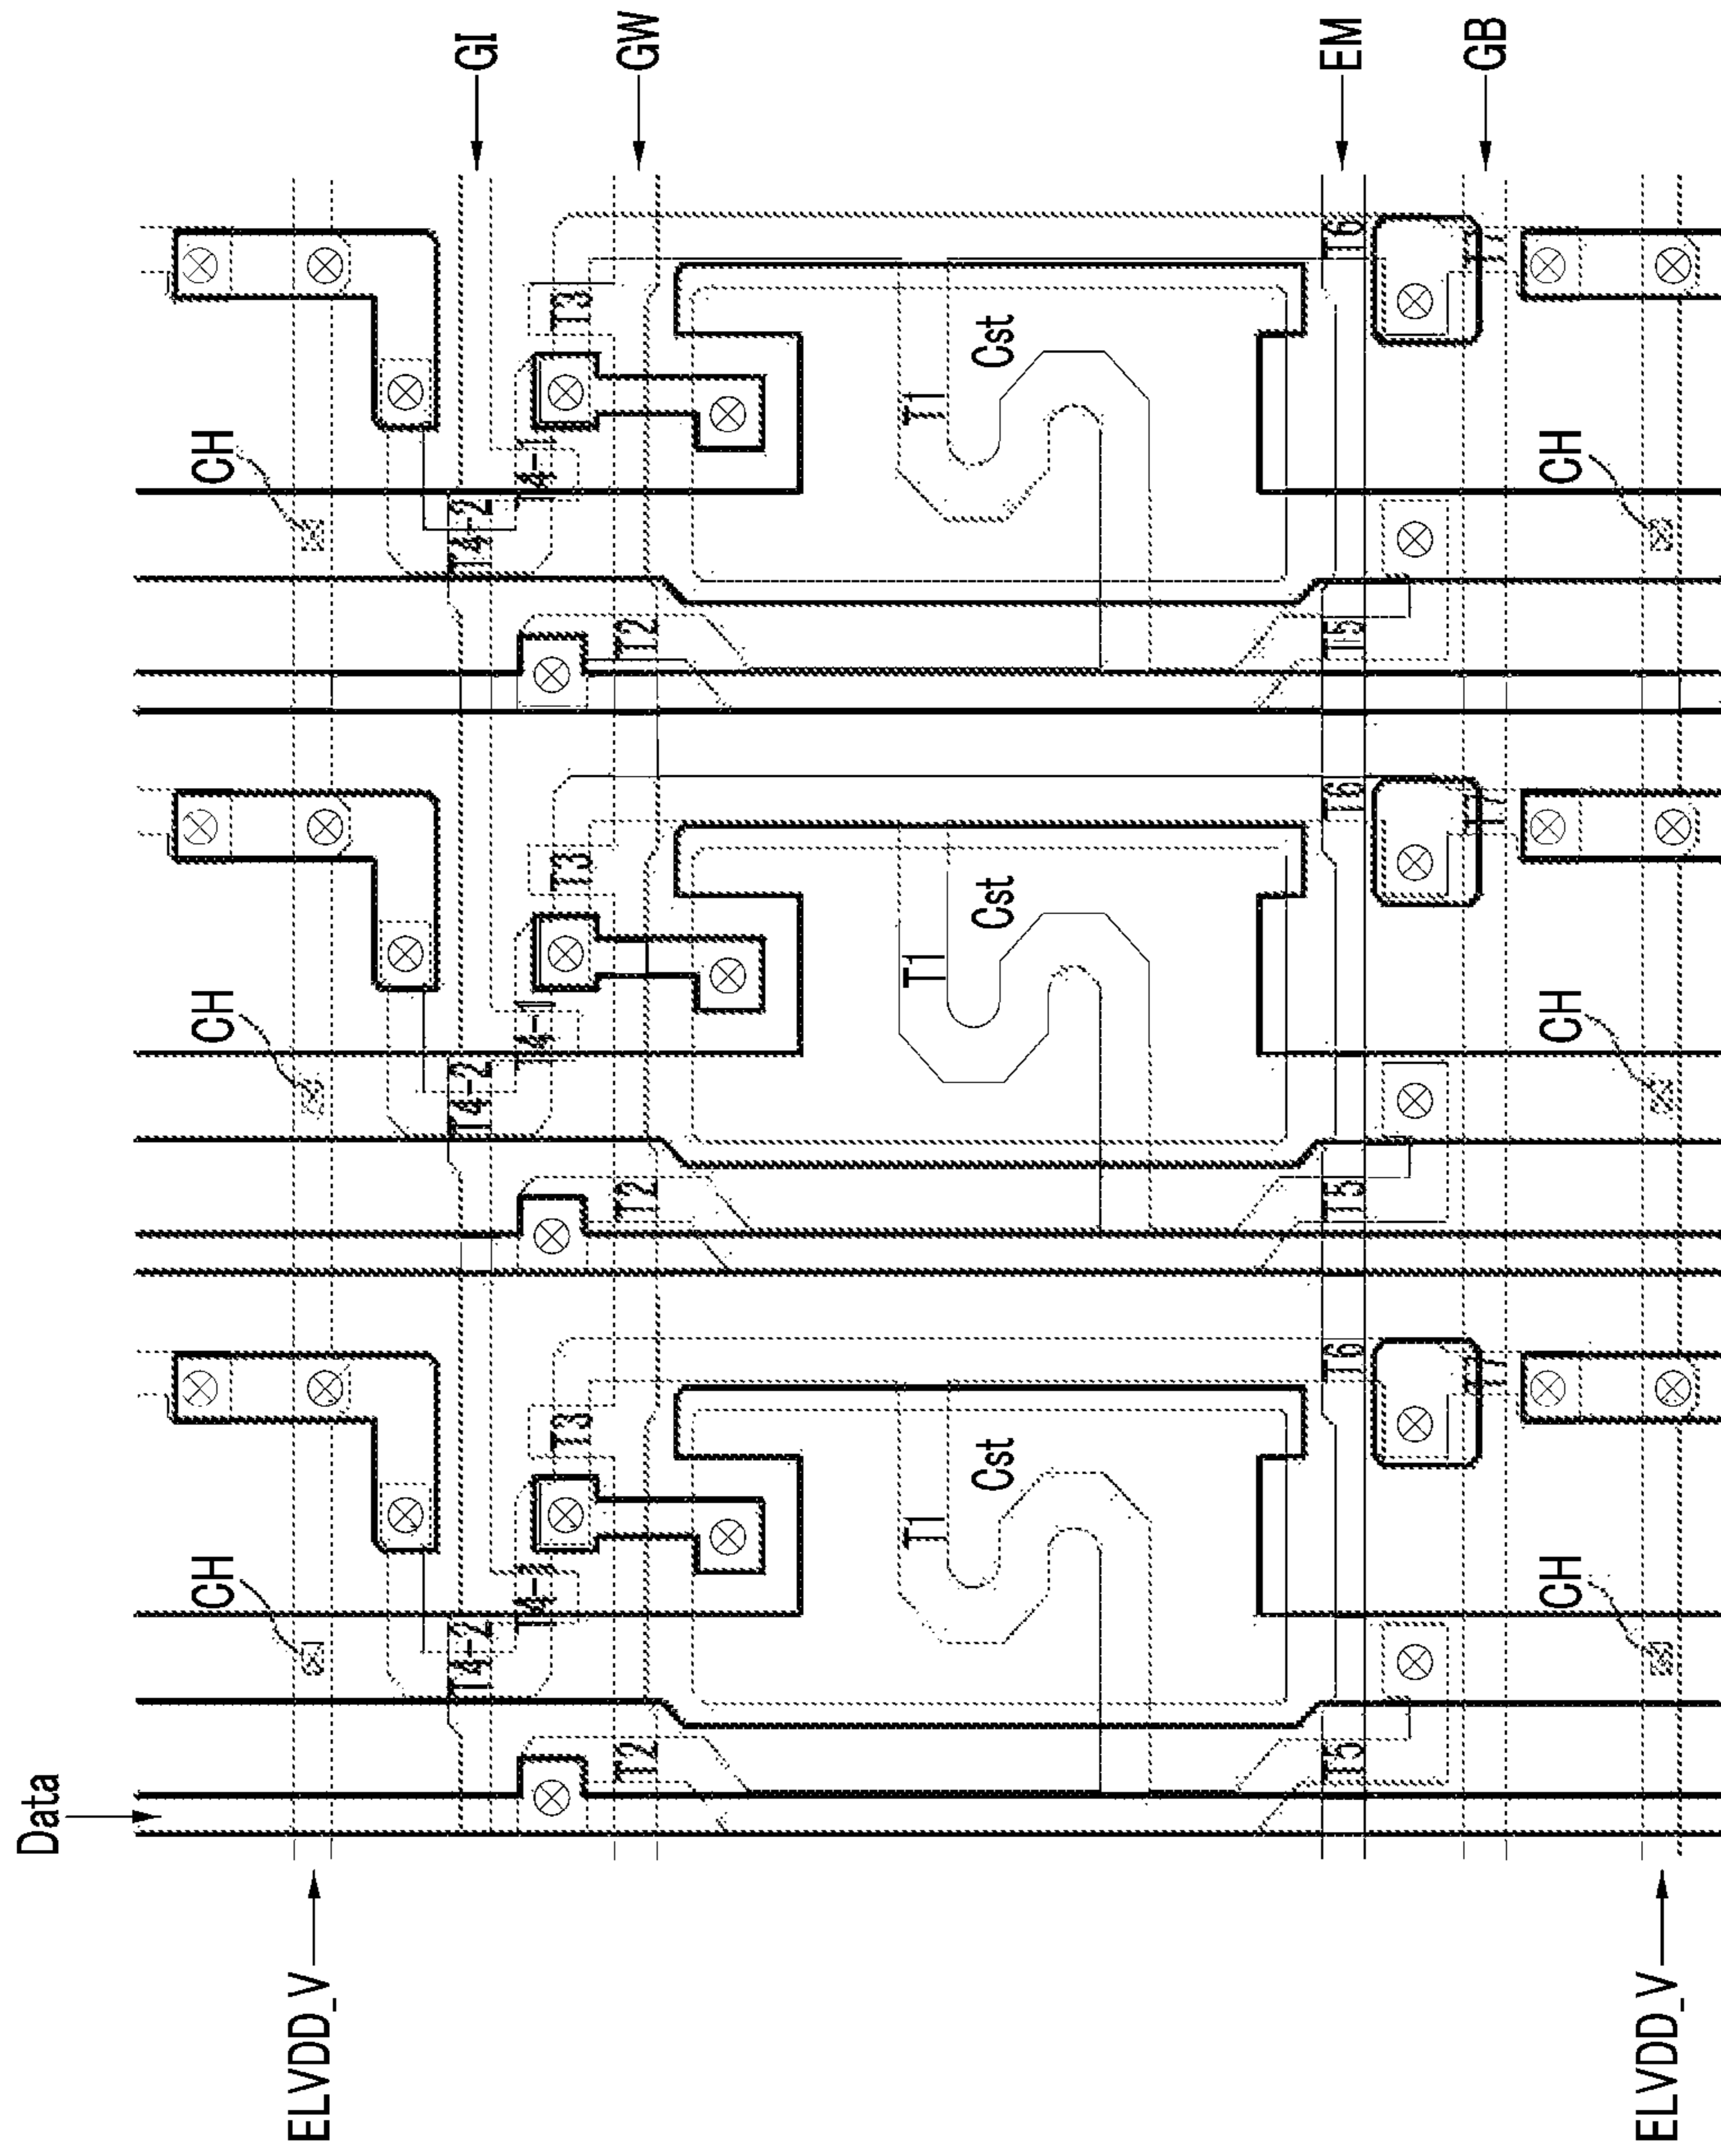 Data
CH
CH
CH
ELVDD_V
T4-2
T4-2
T4-2
GI
T4-1
T4-1
T4-1
T3
T3
T3
T2
T2
T2
GW
T1
T1
T1
Cst
Cst
Cst
T5
T6
T5
T6
T5
T6
EM
T7
T7
T7
GB
CH
CH
CH
ELVDD_V